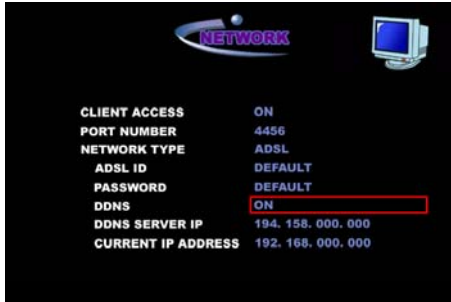 NETWORK
CLIENT ACCESS ON
PORT NUMBER 4456
NETWORK TYPE ADSL
ADSL ID DEFAULT
PASSWORD DEFAULT
DDNS ON
DDNS SERVER IP 194. 158. 000. 000
CURRENT IP ADDRESS 192. 168. 000. 000